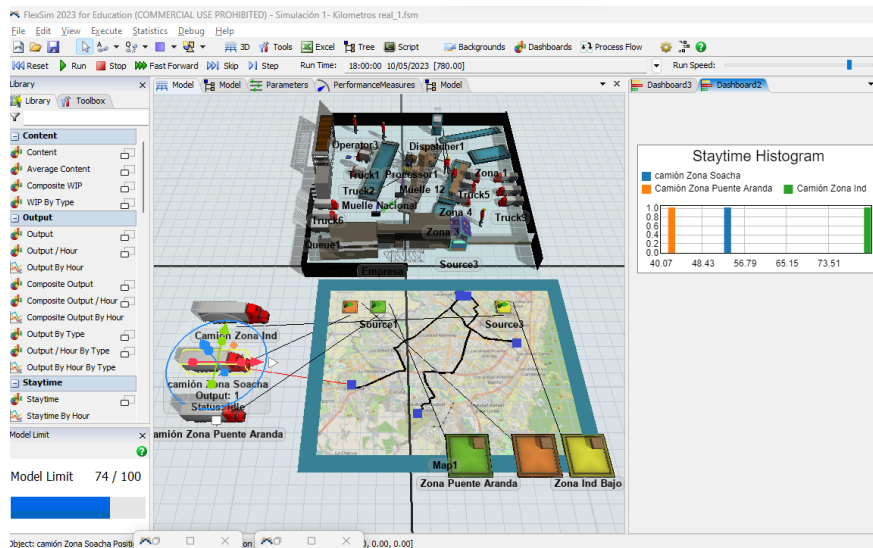 FlexSim 2023 for Education (COMMERCIAL USE PROHIBITED) - Simulación 1- Kilometros real_1.fsm
File Edit View Execute Statistics Debug Help
3D Tools Excel Tree Script Backgrounds Dashboards Process Flow
Reset Run Stop Fast Forward Skip Step Run Time: 18:00:00 10/05/2023 [780.00] Run Speed:
Library
Model Model Parameters PerformanceMeasures Model
Dashboard3 Dashboard2
Library Toolbox
Content
Content
Average Content
Composite WIP
WIP By Type
Output
Output
Output / Hour
Output By Hour
Composite Output
Composite Output / Hour
Composite Output By Hour
Output By Type
Output / Hour By Type
Output By Hour By Type
Staytime
Staytime
Staytime By Hour
Model Limit
Model Limit 74 / 100
Operator3
Dispatcher1
Truck1
Processor1
Zona 1
Truck2
Muelle 12
Truck5
Muelle Nacional
Zona 4
Truck6
Truck9
Zona 3
Queue1
Source3
Empresa
Source1
Source3
Camión Zona Ind
camión Zona Soacha
Output: 1
Status: idle
amión Zona Puente Aranda
Map1
Zona Puente Aranda
Zona Ind Bajo
Staytime Histogram
camión Zona Soacha
Camión Zona Puente Aranda
Camión Zona Ind
1.0
0.8
0.6
0.4
0.2
0.0
40.07 48.43 56.79 65.15 73.51
Object: camión Zona Soacha Positi
on
0, 0.00, 0.00]